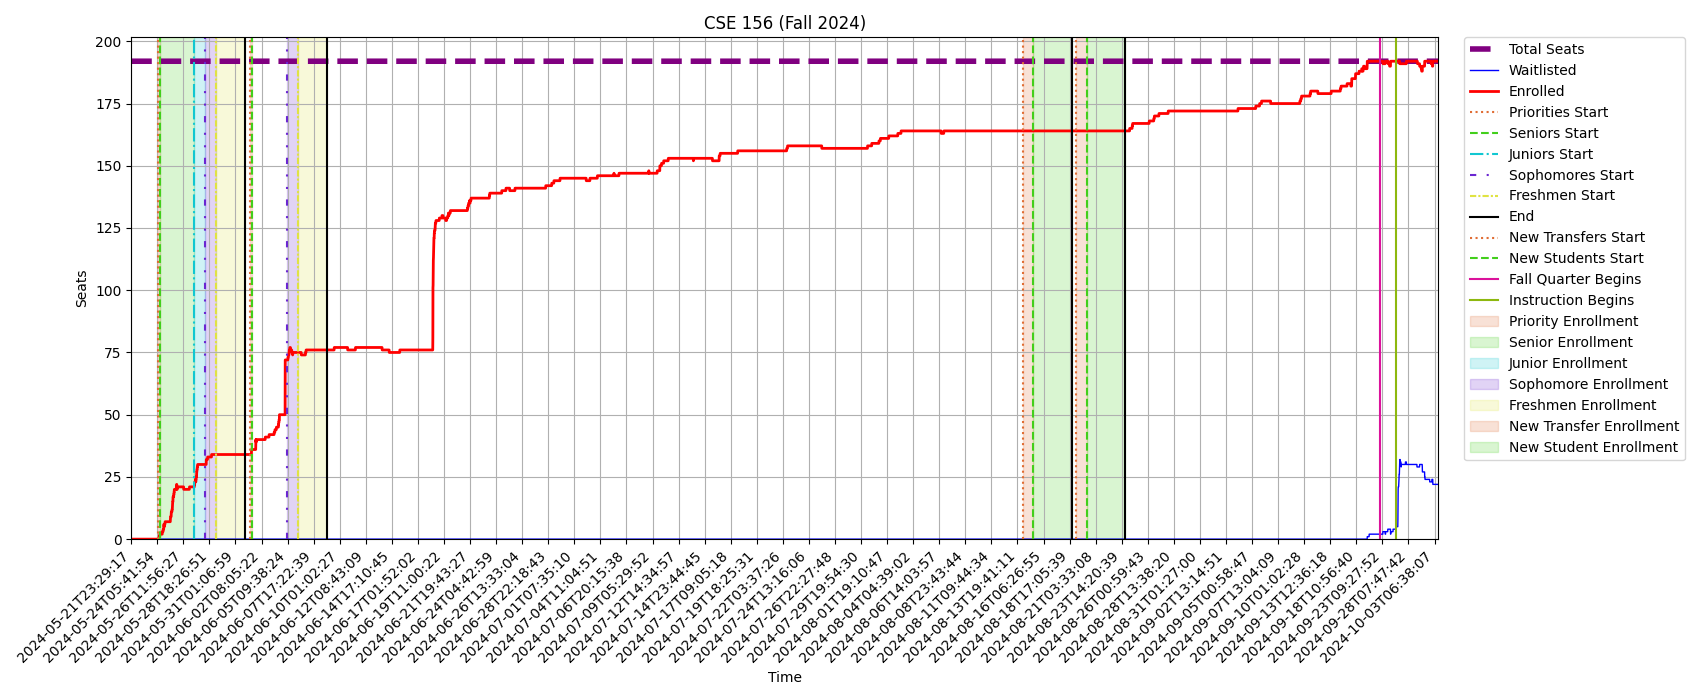 CSE 156 (Fall 2024)
Seats
200
175
150
125
100
75
50
25
0
2024-05-21T23:29:17
2024-05-24T05:41:54
2024-05-26T11:56:27
2024-05-28T18:26:51
2024-05-31T01:06:59
2024-06-02T08:05:22
2024-06-05T09:38:24
2024-06-07T17:22:39
2024-06-10T01:02:27
2024-06-12T08:43:09
2024-06-14T17:10:45
2024-06-17T17:52:02
2024-06-19T11:00:22
2024-06-21T19:43:27
2024-06-24T04:42:59
2024-06-26T13:33:04
2024-06-28T22:18:43
2024-07-01T07:35:10
2024-07-04T11:04:51
2024-07-06T20:15:38
2024-07-09T05:29:52
2024-07-12T14:34:57
2024-07-14T23:44:45
2024-07-17T09:05:18
2024-07-19T18:25:31
2024-07-22T03:37:26
2024-07-24T13:16:06
2024-07-26T22:27:48
2024-07-29T19:54:30
2024-08-01T19:10:47
2024-08-04T04:39:02
2024-08-06T14:03:57
2024-08-08T23:43:44
2024-08-11T09:44:34
2024-08-13T19:41:11
2024-08-16T06:26:55
2024-08-18T17:05:39
2024-08-21T03:33:08
2024-08-23T14:20:39
2024-08-26T00:59:43
2024-08-28T13:38:20
2024-08-31T01:27:00
2024-09-02T13:14:51
2024-09-05T00:58:47
2024-09-07T13:04:09
2024-09-10T01:02:28
2024-09-13T12:36:18
2024-09-18T10:56:40
2024-09-23T09:27:52
2024-09-28T07:47:42
2024-10-03T06:38:07
Time
Total Seats
Waitlisted
Enrolled
Priorities Start
Seniors Start
Juniors Start
Sophomores Start
Freshmen Start
End
New Transfers Start
New Students Start
Fall Quarter Begins
Instruction Begins
Priority Enrollment
Senior Enrollment
Junior Enrollment
Sophomore Enrollment
Freshmen Enrollment
New Transfer Enrollment
New Student Enrollment